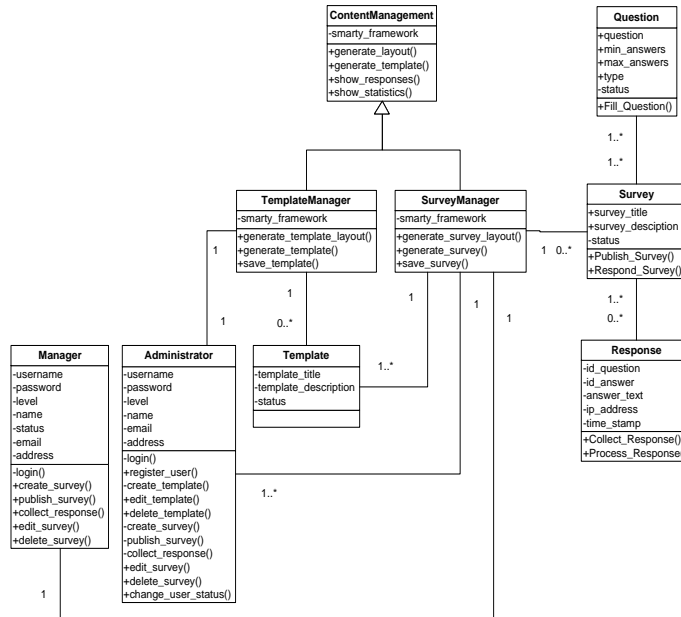 ContentManagement
-smarty_framework
+generate_layout()
+generate_template()
+show_responses()
+show_statistics()
Question
+question
+min_answers
+max_answers
+type
-status
+Fill_Question()
1..*
1..*
TemplateManager
-smarty_framework
+generate_template_layout()
+generate_template()
+save_template()
SurveyManager
-smarty_framework
+generate_survey_layout()
+generate_survey()
+save_survey()
Survey
+survey_title
+survey_desciption
-status
+Publish_Survey()
+Respond_Survey()
1
0..*
1
1
1
0..*
1
1
1
1..*
1..*
0..*
Manager
-username
-password
-level
-name
-status
-email
-address
-login()
+create_survey()
+publish_survey()
+collect_response()
+edit_survey()
+delete_survey()
Administrator
-username
-password
-level
-name
-email
-address
-login()
+register_user()
-create_template()
+edit_template()
+delete_template()
-create_survey()
-publish_survey()
-collect_response()
+edit_survey()
+delete_survey()
+change_user_status()
Template
-template_title
-template_description
-status
Response
-id_question
-id_answer
-answer_text
-ip_address
-time_stamp
+Collect_Response()
+Process_Response()
1..*
1
1